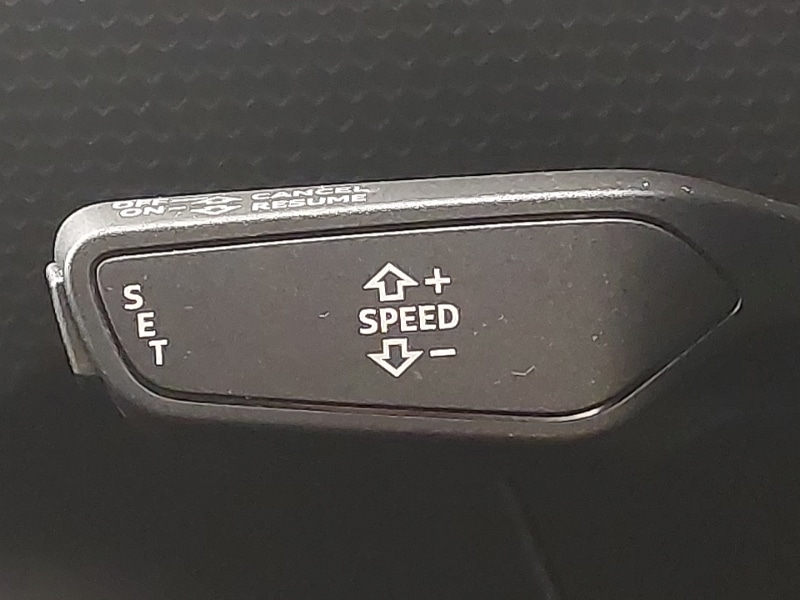 OFF CANCEL
ON RESUME
SET
+
SPEED
-